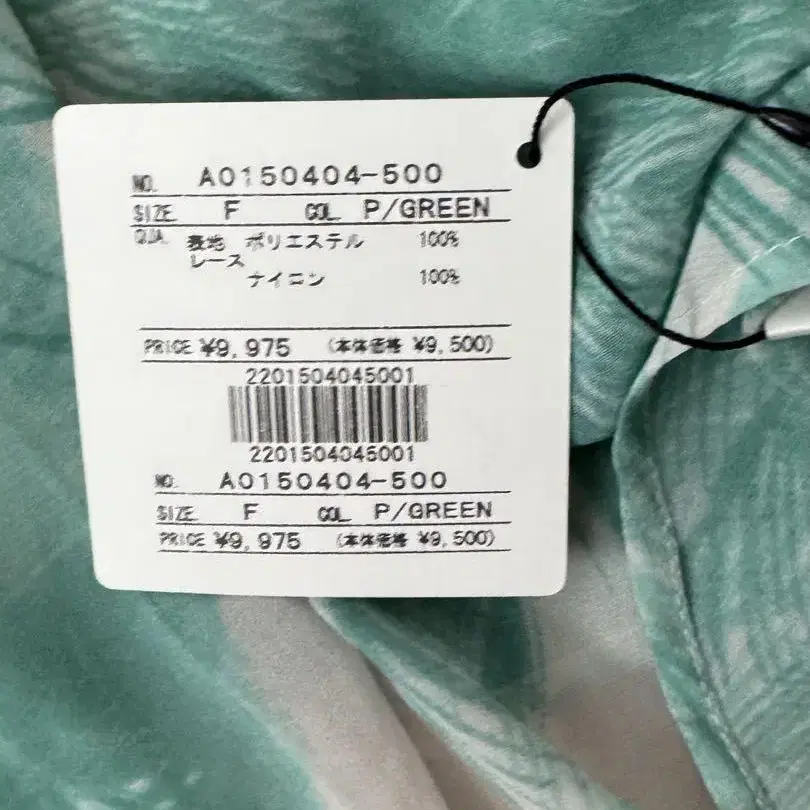 NO. A0150404-500
SIZE F COL P/GREEN
QUA. 表地 ポリエステル 100%
レース
ナイロン 100%
PRICE ¥9,975 (本体価格 ¥9,500)
2201504045001
2201504045001
NO. A0150404-500
SIZE F COL P/GREEN
PRICE ¥9,975 (本体価格 ¥9,500)